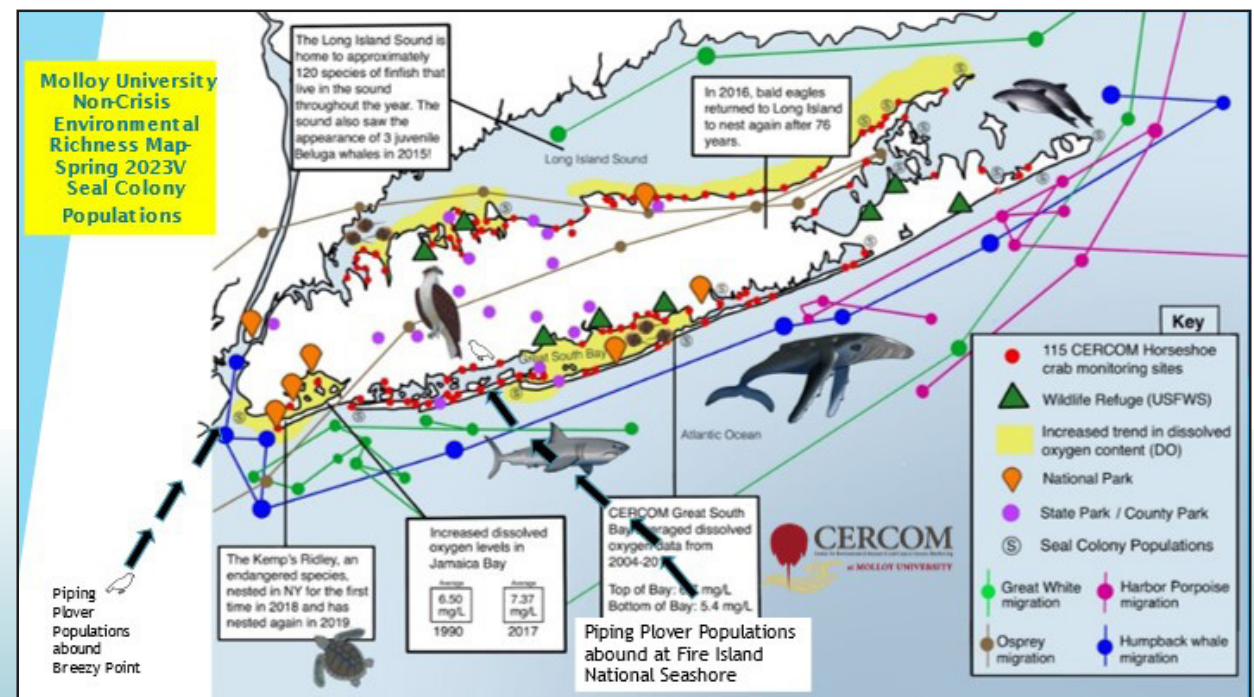 Molloy University
Non-Crisis
Environmental
Richness Map-
Spring 2023V
Seal Colony
Populations
The Long Island Sound is
home to approximately
120 species of finfish that
live in the sound
throughout the year. The
sound also saw the
appearance of 3 juvenile
Beluga whales in 2015!
In 2016, bald eagles
returned to Long Island
to nest again after 76
years.
Long Island Sound
Great South Bay
Atlantic Ocean
Key
115 CERCOM Horseshoe
crab monitoring sites
Wildlife Refuge (USFWS)
Increased trend in dissolved
oxygen content (DO)
National Park
State Park / County Park
Seal Colony Populations
Great White
migration
Harbor Porpoise
migration
Osprey
migration
Humpback whale
migration
Piping
Plover
Populations
abound
Breezy Point
The Kemp's Ridley, an
endangered species,
nested in NY for the first
time in 2018 and has
nested again in 2019
Increased dissolved
oxygen levels in
Jamaica Bay
Average
6.50
mg/L
1990
Average
7.37
mg/L
2017
CERCOM Great South
dissolved
oxygen data from
Top of Bay: mg/L
Bottom of Bay: 5.4 mg/L
Piping Plover Populations
abound at Fire Island
National Seashore
CERCOM
at MOLLOY UNIVERSITY